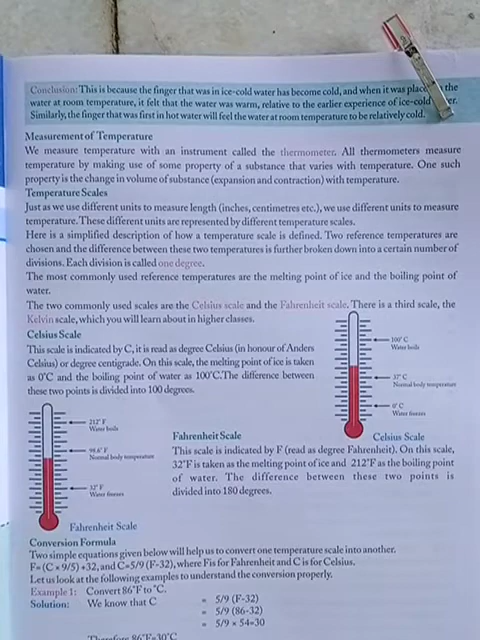 Conclusion: This is because the finger that was in ice-cold water has become cold, and when it was the
water at room temperature, it felt that the water was warm, relative to the earlier experience of ice-cold
Similarly, the finger that was first in hot water will feel the water at room temperature to be relatively cold.
Measurement of Temperature
We measure temperature with an instrument called the thermometer. All thermometers measure
temperature by making use of some property of a substance that varies with temperature. One such
property is the change in volume of substance (expansion and contraction) with temperature.
Temperature Scales
Just as we use different units to measure length (inches, centimetres etc.), we use different units to measure
temperature. These different units are represented by different temperature scales.
Here is a simplified description of how a temperature scale is defined. Two reference temperatures are
chosen and the difference between these two temperatures is further broken down into a certain number of
divisions. Each division is called one degree.
The most commonly used reference temperatures are the melting point of ice and the boiling point of
water.
The two commonly used scales are the Celsius scale and the Fahrenheit scale. There is a third scale, the
Kelvin scale, which you will learn about in higher classes.
Celsius Scale
This scale is indicated by C, it is read as degree Celsius (in honour of Anders
Celsius) or degree centigrade. On this scale, the melting point of ice is taken
as 0°C and the boiling point of water as 100°C. The difference between
these two points is divided into 100 degrees.
100° C
Water boils
37° C
Normal body temperature
0° C
Water freezes
Celsius Scale
212° F
Water boils
98.6° F
Normal body temperature
32° F
Water freezes
Fahrenheit Scale
Fahrenheit Scale
This scale is indicated by F (read as degree Fahrenheit). On this scale,
32°F is taken as the melting point of ice and 212°F as the boiling point
of water. The difference between these two points is
divided into 180 degrees.
Conversion Formula
Two simple equations given below will help us to convert one temperature scale into another.
F= (C × 9/5) +32, and C=5/9 (F-32), where F is for Fahrenheit and C is for Celsius.
Let us look at the following examples to understand the conversion properly.
Example 1: Convert 86°F to °C.
Solution: We know that C = 5/9 (F-32)
= 5/9 (86-32)
= 5/9 × 54=30
Therefore 86°F=30°C